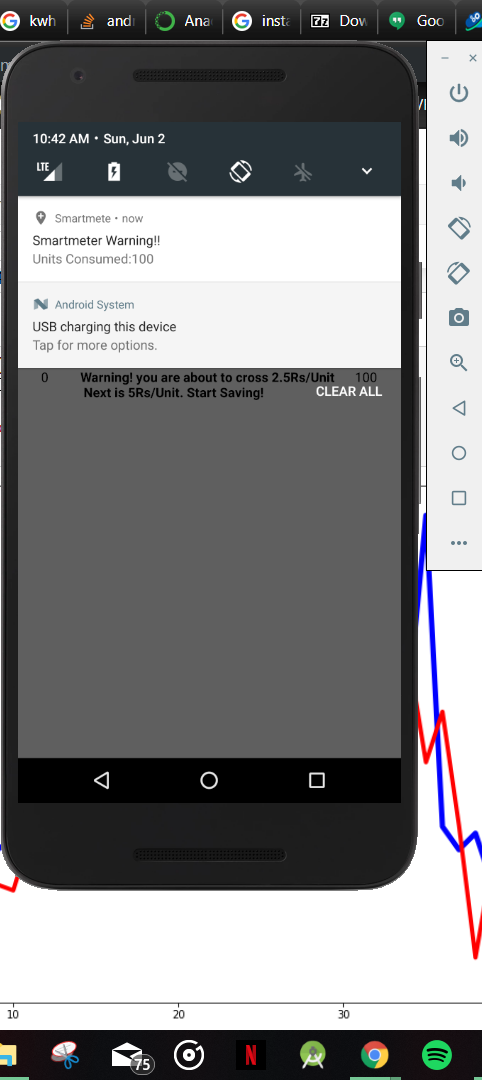 kwh
andr
Ana
insta
7z Dow
Goo
10:42 AM • Sun, Jun 2
LTE
Smartmete • now
Smartmeter Warning!!
Units Consumed:100
Android System
USB charging this device
Tap for more options.
0 Warning! you are about to cross 2.5Rs/Unit 100
Next is 5Rs/Unit. Start Saving!
CLEAR ALL
10 20 30
75
N